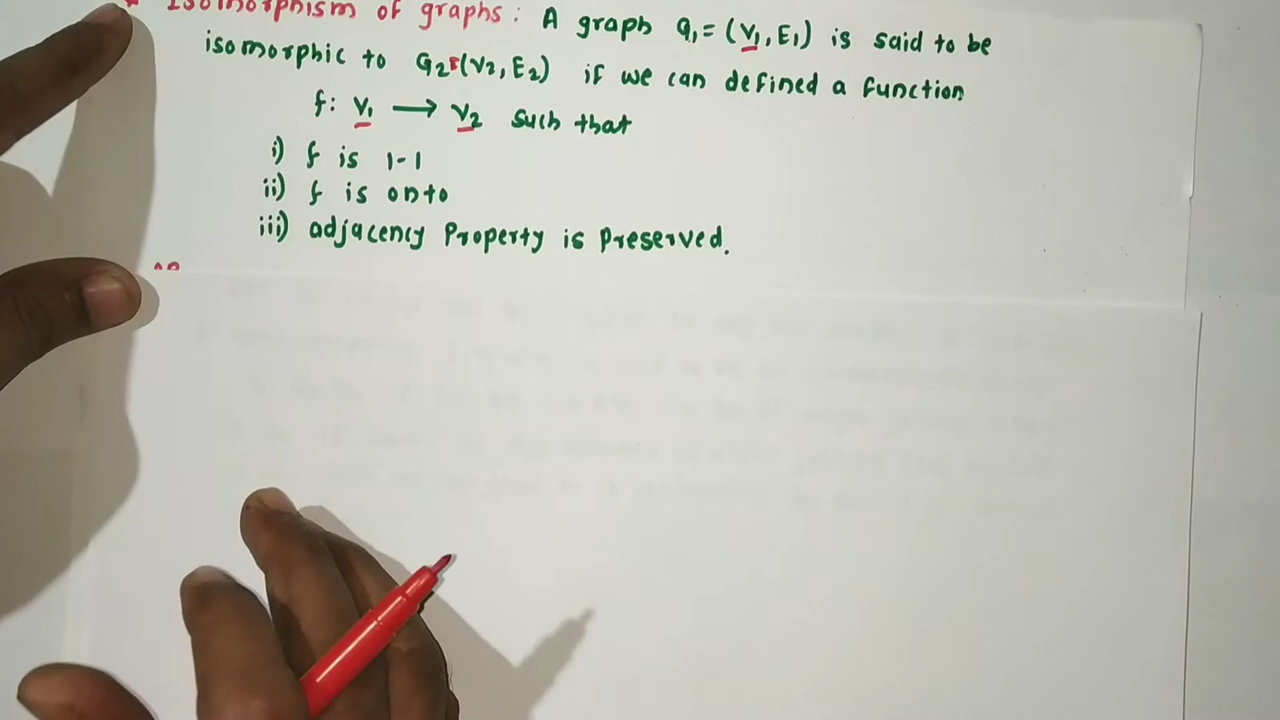 Isomorphism of graphs: A graph G1 = (V1, E1) is said to be
isomorphic to G2 = (V2, E2) if we can defined a function
f: V1 → V2 such that
i) f is 1-1
ii) f is onto
iii) adjacency Property is Preserved.